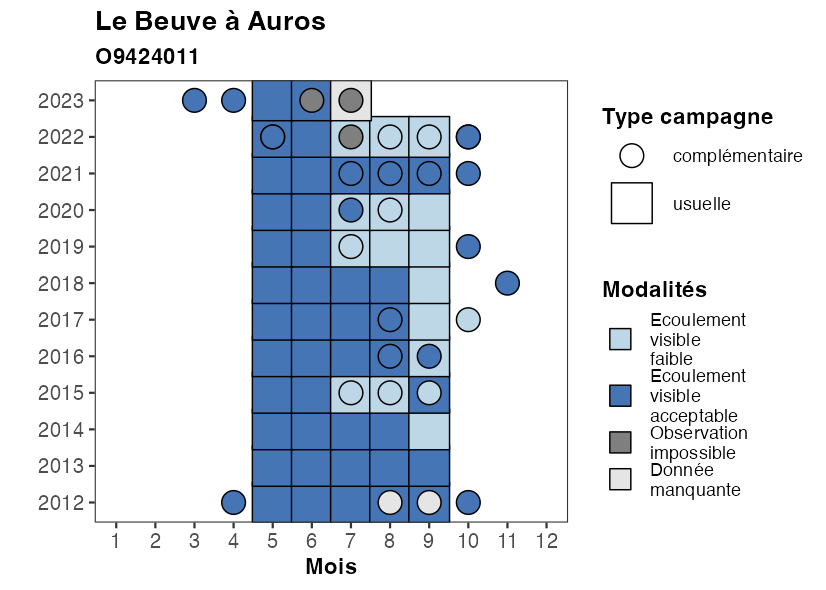 Le Beuve à Auros
O9424011
2023
2022
2021
2020
2019
2018
2017
2016
2015
2014
2013
2012
1 2 3 4 5 6 7 8 9 10 11 12
Mois
Type campagne
complémentaire
usuelle
Modalités
Ecoulement
visible
faible
Ecoulement
visible
acceptable
Observation
impossible
Donnée
manquante